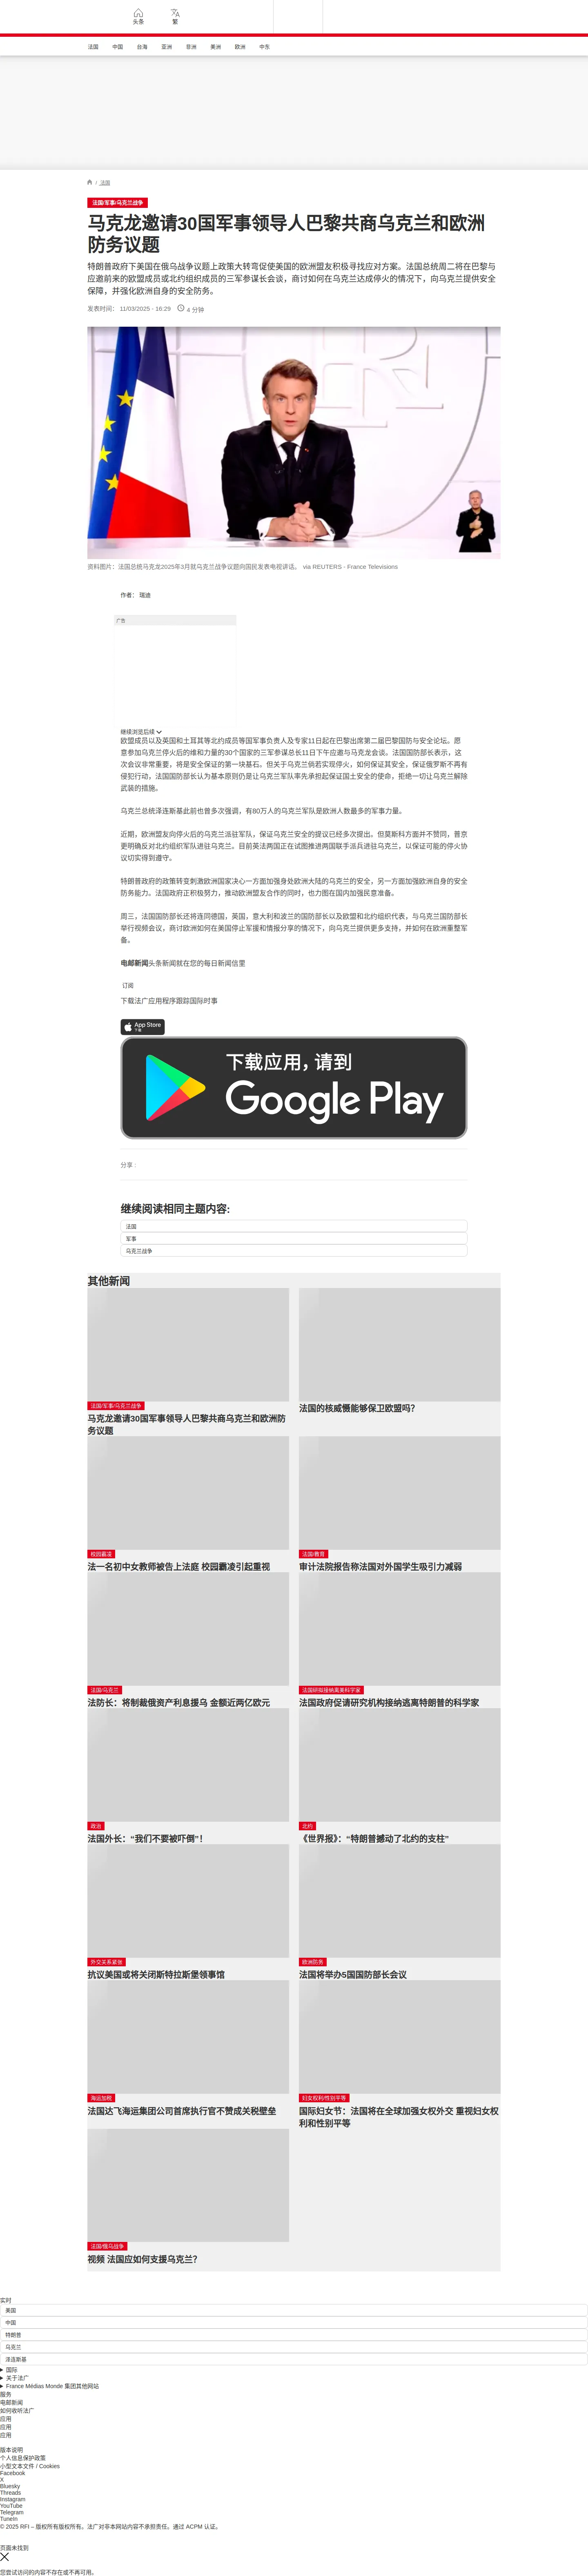 头条
繁
法国
中国
台海
亚洲
非洲
美洲
欧洲
中东
/ 法国
法国/军事/乌克兰战争
马克龙邀请30国军事领导人巴黎共商乌克兰和欧洲
防务议题
特朗普政府下美国在俄乌战争议题上政策大转弯促使美国的欧洲盟友积极寻找应对方案。法国总统周二将在巴黎与
应邀前来的欧盟成员或北约组织成员的三军参谋长会谈，商讨如何在乌克兰达成停火的情况下，向乌克兰提供安全
保障，并强化欧洲自身的安全防务。
发表时间： 11/03/2025 - 16:29 4 分钟
资料图片：法国总统马克龙2025年3月就乌克兰战争议题向国民发表电视讲话。 via REUTERS - France Televisions
作者： 瑞迪
广告
继续浏览后续
欧盟成员以及英国和土耳其等北约成员等国军事负责人及专家11日起在巴黎出席第二届巴黎国防与安全论坛。愿
意参加乌克兰停火后的维和力量的30个国家的三军参谋总长11日下午应邀与马克龙会谈。法国国防部长表示，这
次会议非常重要，将是安全保证的第一块基石。但关于乌克兰倘若实现停火，如何保证其安全，保证俄罗斯不再有
侵犯行动，法国国防部长认为基本原则仍是让乌克兰军队率先承担起保证国土安全的使命，拒绝一切让乌克兰解除
武装的措施。
乌克兰总统泽连斯基此前也曾多次强调，有80万人的乌克兰军队是欧洲人数最多的军事力量。
近期，欧洲盟友向停火后的乌克兰派驻军队，保证乌克兰安全的提议已经多次提出。但莫斯科方面并不赞同，普京
更明确反对北约组织军队进驻乌克兰。目前英法两国正在试图推进两国联手派兵进驻乌克兰，以保证可能的停火协
议切实得到遵守。
特朗普政府的政策转变刺激欧洲国家决心一方面加强身处欧洲大陆的乌克兰的安全，另一方面加强欧洲自身的安全
防务能力。法国政府正积极努力，推动欧洲盟友合作的同时，也力图在国内加强民意准备。
周三，法国国防部长还将连同德国，英国，意大利和波兰的国防部长以及欧盟和北约组织代表，与乌克兰国防部长
举行视频会议，商讨欧洲如何在美国停止军援和情报分享的情况下，向乌克兰提供更多支持，并如何在欧洲重整军
备。
电邮新闻头条新闻就在您的每日新闻信里
订阅
下载法广应用程序跟踪国际时事
App Store
下载
下载应用，请到
Google Play
分享 :
继续阅读相同主题内容:
法国
军事
乌克兰战争
其他新闻
法国/军事/乌克兰战争
马克龙邀请30国军事领导人巴黎共商乌克兰和欧洲防
务议题
法国的核威慑能够保卫欧盟吗？
校园霸凌
法一名初中女教师被告上法庭 校园霸凌引起重视
法国/教育
审计法院报告称法国对外国学生吸引力减弱
法国/乌克兰
法防长：将制裁俄资产利息援乌 金额近两亿欧元
法国研拟接纳离美科学家
法国政府促请研究机构接纳逃离特朗普的科学家
政治
法国外长：“我们不要被吓倒”！
北约
《世界报》：“特朗普撼动了北约的支柱”
外交关系紧张
抗议美国或将关闭斯特拉斯堡领事馆
欧洲防务
法国将举办5国国防部长会议
海运加税
法国达飞海运集团公司首席执行官不赞成关税壁垒
妇女权利/性别平等
国际妇女节：法国将在全球加强女权外交 重视妇女权
利和性别平等
法国/俄乌战争
视频 法国应如何支援乌克兰？
实时
美国
中国
特朗普
乌克兰
泽连斯基
国际
关于法广
France Médias Monde 集团其他网站
服务
电邮新闻
如何收听法广
应用
应用
应用
版本说明
个人信息保护政策
小型文本文件 / Cookies
Facebook
X
Bluesky
Threads
Instagram
YouTube
Telegram
TuneIn
© 2025 RFI – 版权所有版权所有。法广对非本网站内容不承担责任。通过 ACPM 认证。
页面未找到
您尝试访问的内容不存在或不再可用。